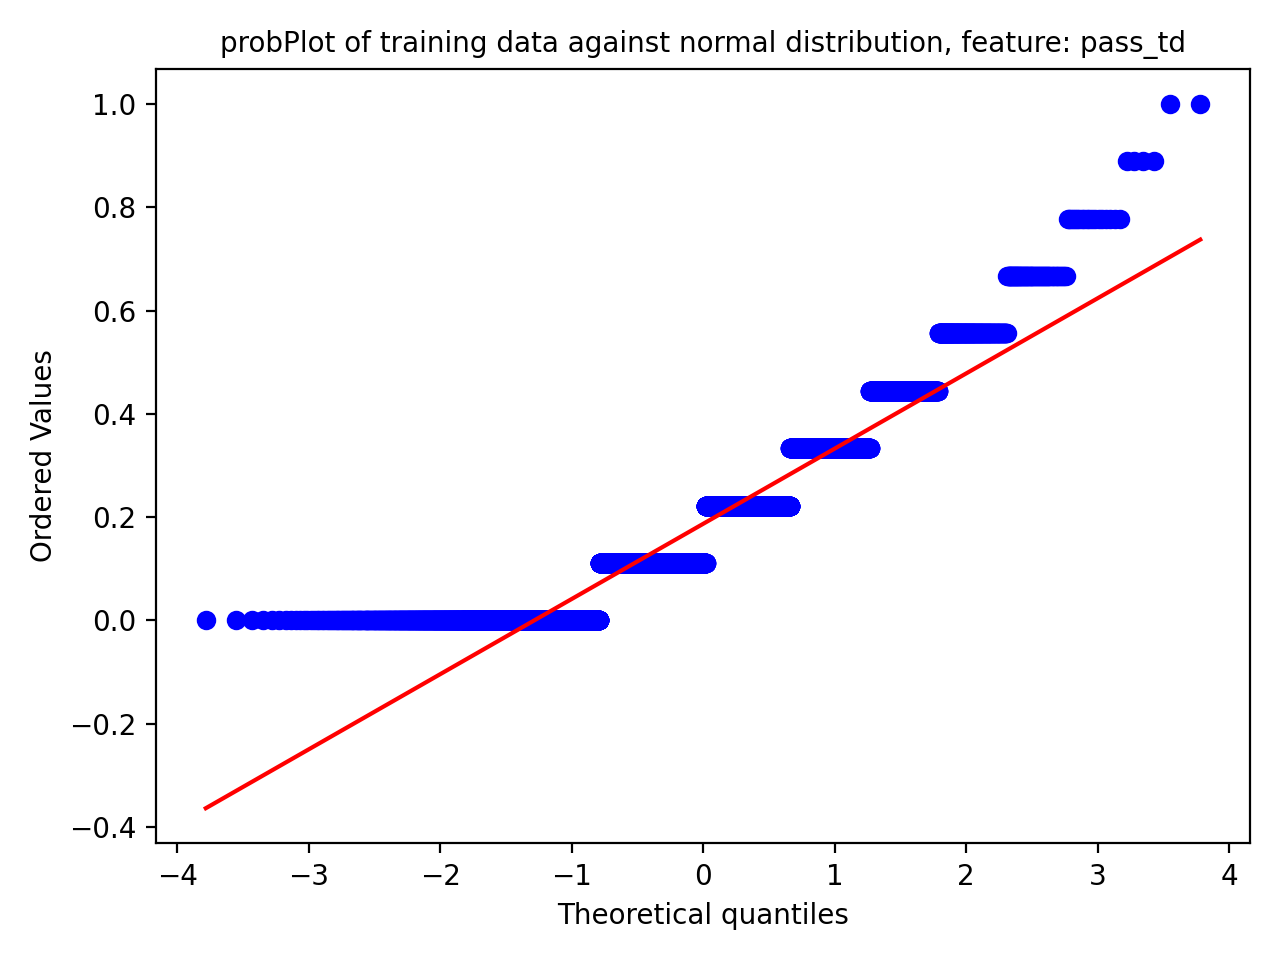 probPlot of training data against normal distribution, feature: pass_td
1.0
0.8
0.6
0.4
0.2
0.0
−0.2
−0.4
Ordered Values
−4 −3 −2 −1 0 1 2 3 4
Theoretical quantiles